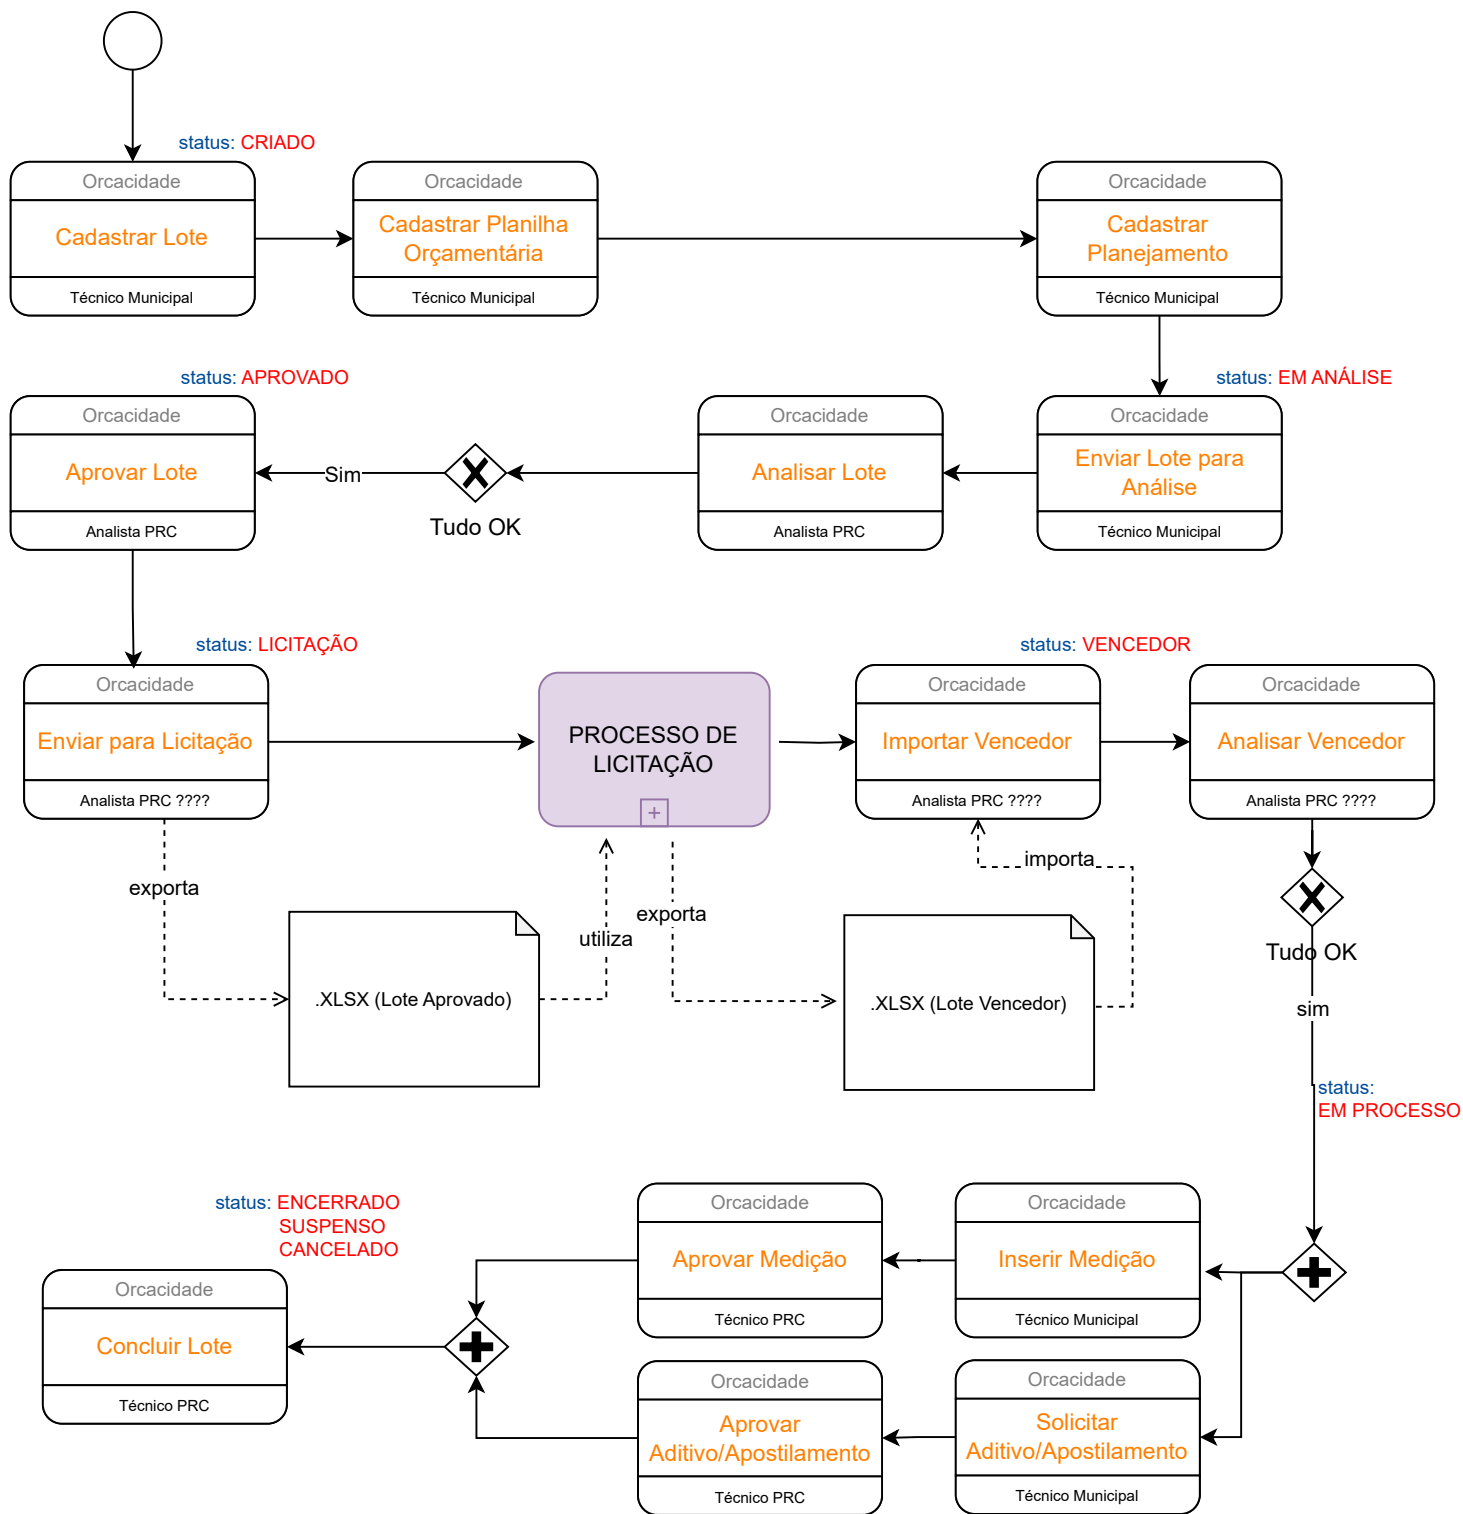 status: CRIADO
Orcacidade
Cadastrar Lote
Técnico Municipal
Orcacidade
Cadastrar Planilha
Orçamentária
Técnico Municipal
Orcacidade
Cadastrar
Planejamento
Técnico Municipal
status: EM ANÁLISE
Orcacidade
Enviar Lote para
Análise
Técnico Municipal
Orcacidade
Analisar Lote
Analista PRC
Tudo OK
Sim
status: APROVADO
Orcacidade
Aprovar Lote
Analista PRC
status: LICITAÇÃO
Orcacidade
Enviar para Licitação
Analista PRC ????
exporta
.XLSX (Lote Aprovado)
utiliza
PROCESSO DE
LICITAÇÃO
exporta
.XLSX (Lote Vencedor)
importa
status: VENCEDOR
Orcacidade
Importar Vencedor
Analista PRC ????
Orcacidade
Analisar Vencedor
Analista PRC ????
Tudo OK
sim
status:
EM PROCESSO
Orcacidade
Inserir Medição
Técnico Municipal
Orcacidade
Aprovar Medição
Técnico PRC
Orcacidade
Solicitar
Aditivo/Apostilamento
Técnico Municipal
Orcacidade
Aprovar
Aditivo/Apostilamento
Técnico PRC
status: ENCERRADO
SUSPENSO
CANCELADO
Orcacidade
Concluir Lote
Técnico PRC